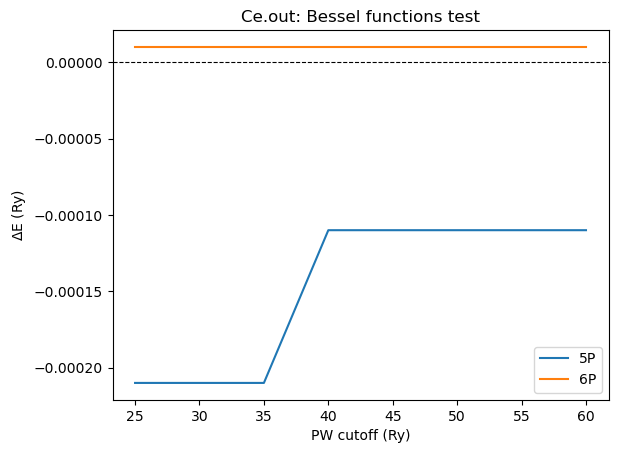 Ce.out: Bessel functions test
0.00000
−0.00005
−0.00010
−0.00015
−0.00020
ΔE (Ry)
25 30 35 40 45 50 55 60
PW cutoff (Ry)
5P
6P